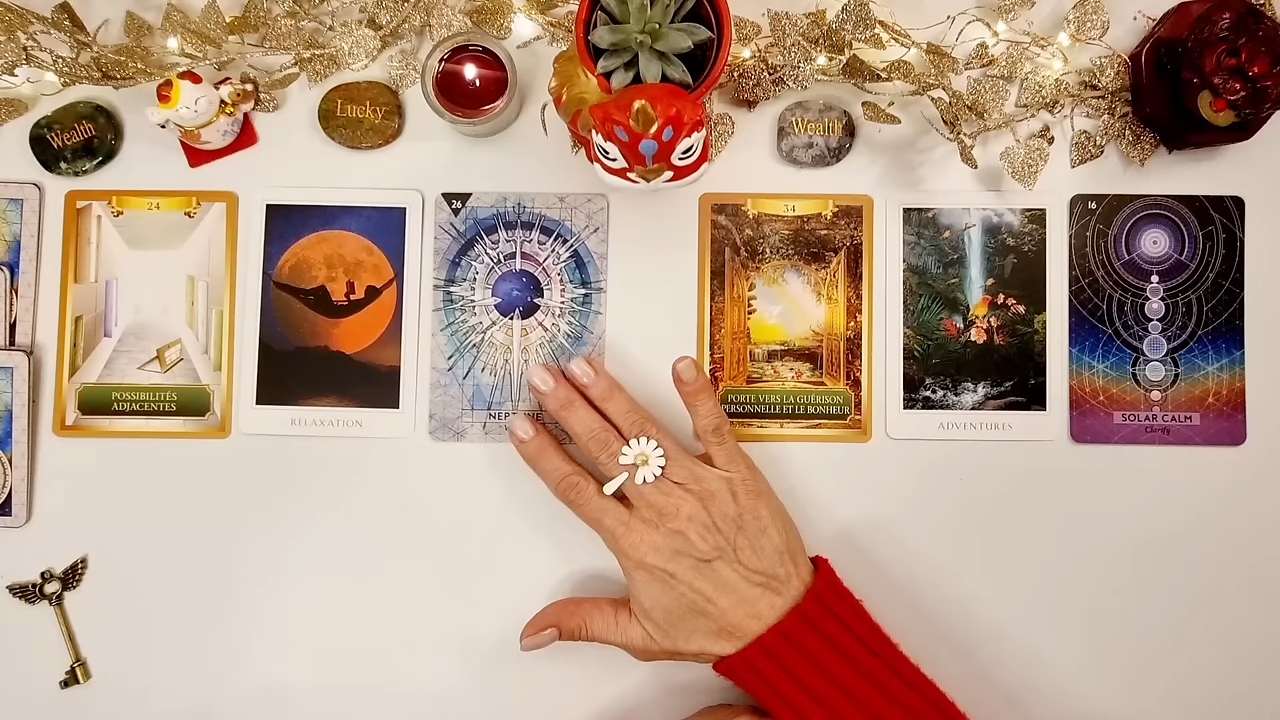 Wealth
Lucky
Wealth
24
POSSIBILITÉS
ADJACENTES
RELAXATION
26
34
PORTE VERS LA GUÉRISON
PERSONNELLE ET LE BONHEUR
ADVENTURES
16
SOLAR CALM
Clarify